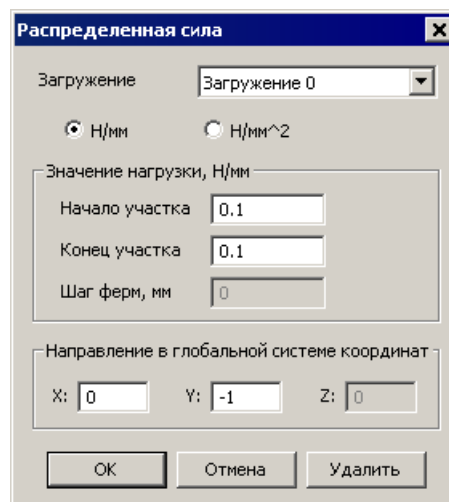 Распределенная сила
Загружение Загружение 0
Н/мм Н/мм^2
Значение нагрузки, Н/мм
Начало участка 0.1
Конец участка 0.1
Шаг ферм, мм 0
Направление в глобальной системе координат
X: 0 Y: -1 Z: 0
OK Отмена Удалить